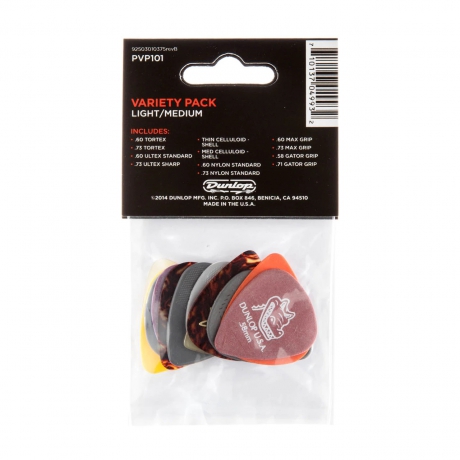 92503010375revB
PVP101
VARIETY PACK
LIGHT/MEDIUM
INCLUDES:
• .60 TORTEX
• .73 TORTEX
• .60 ULTEX STANDARD
• .73 ULTEX SHARP
• THIN CELLULOID - SHELL
• MED CELLULOID - SHELL
• .60 NYLON STANDARD
• .73 NYLON STANDARD
• .60 MAX GRIP
• .73 MAX GRIP
• .58 GATOR GRIP
• .71 GATOR GRIP
Dunlop
©2014 DUNLOP MFG. INC. P.O. BOX 846, BENICIA, CA 94510
MADE IN THE U.S.A.
7 10137 04993 2
DUNLOP U.S.A.
.58mm